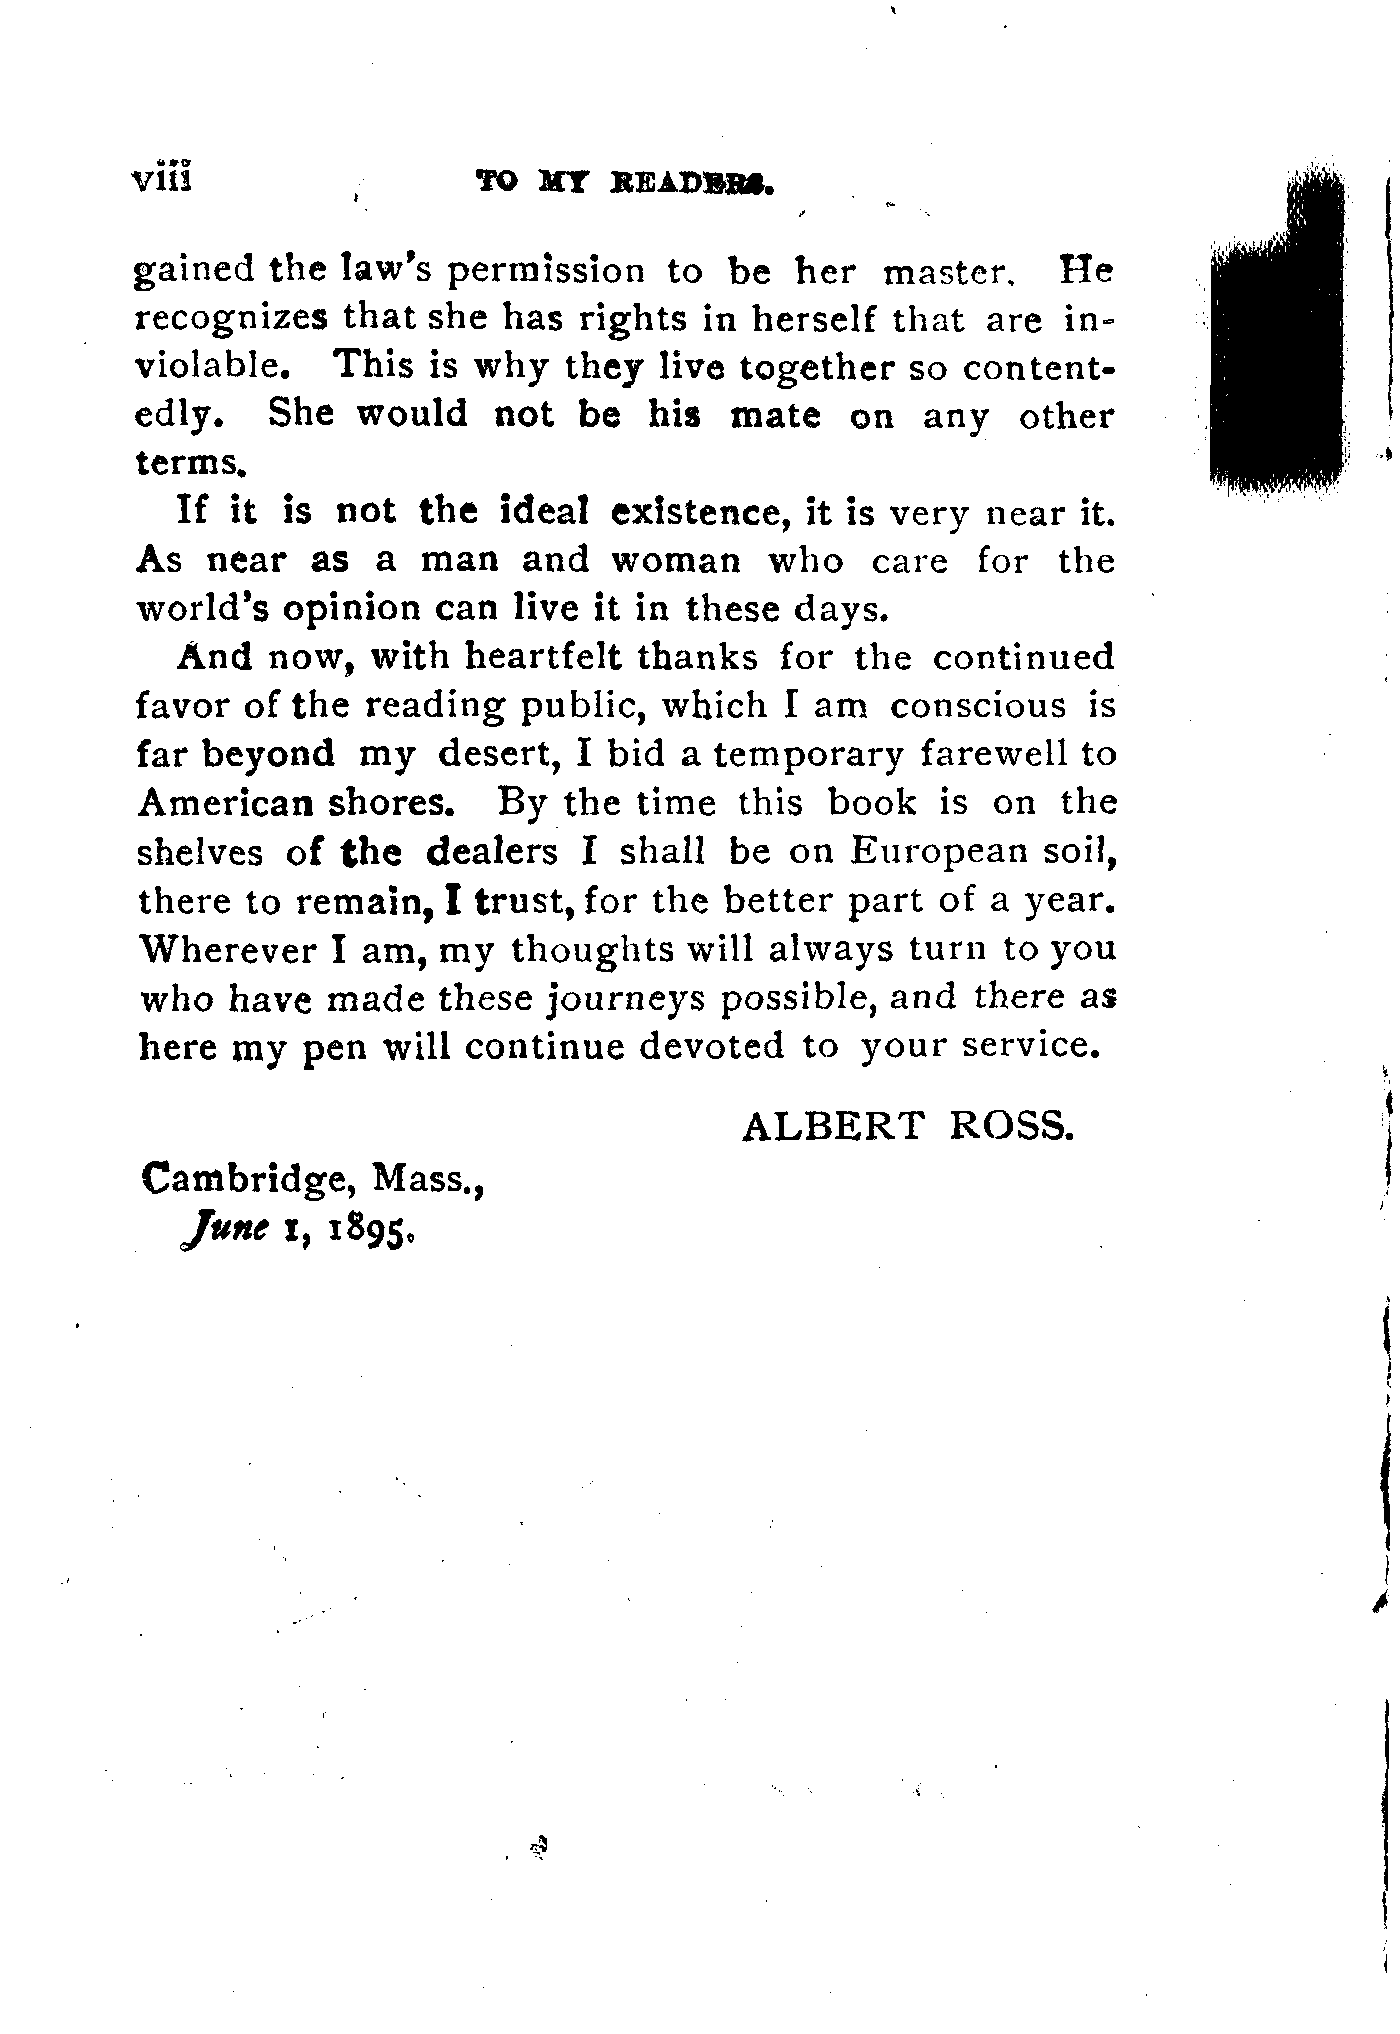 viii TO MY READERS.
gained the law's permission to be her master. He
recognizes that she has rights in herself that are in-
violable. This is why they live together so content-
edly. She would not be his mate on any other
terms.
If it is not the ideal existence, it is very near it.
As near as a man and woman who care for the
world's opinion can live it in these days.
And now, with heartfelt thanks for the continued
favor of the reading public, which I am conscious is
far beyond my desert, I bid a temporary farewell to
American shores. By the time this book is on the
shelves of the dealers I shall be on European soil,
there to remain, I trust, for the better part of a year.
Wherever I am, my thoughts will always turn to you
who have made these journeys possible, and there as
here my pen will continue devoted to your service.
ALBERT ROSS.
Cambridge, Mass.,
June 1, 1895.